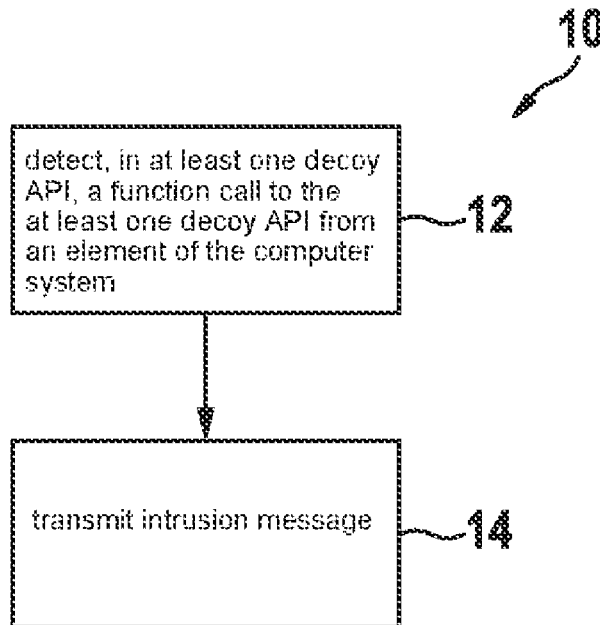 10
detect, in at least one decoy
API, a function call to the
at least one decoy API from
an element of the computer
system
12
transmit intrusion message
14